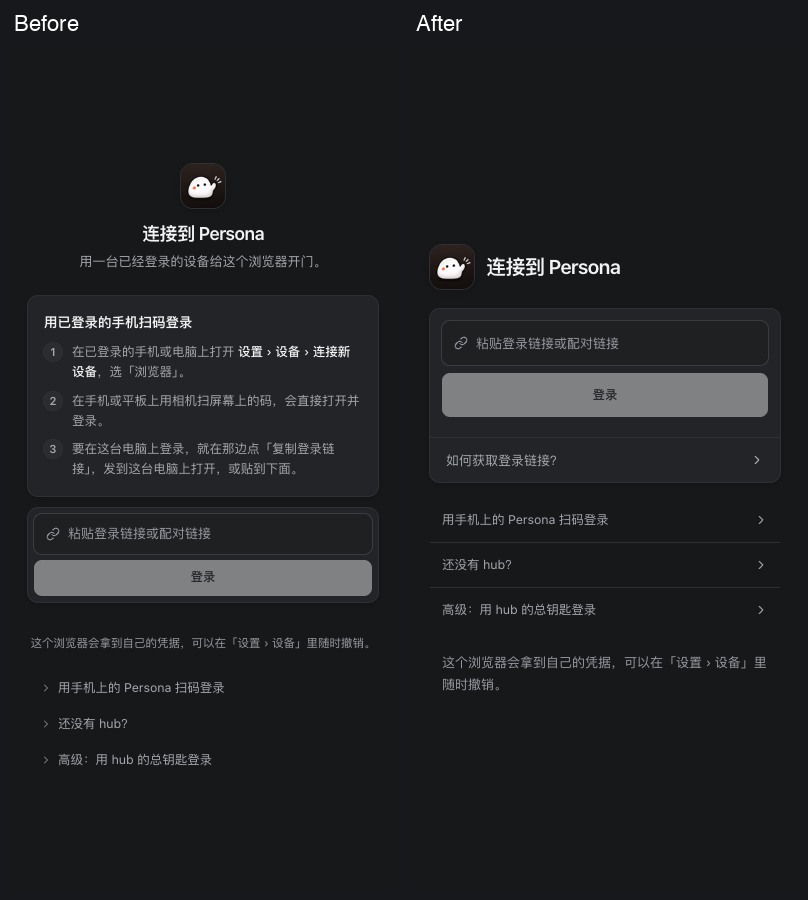 Before
连接到 Persona
用一台已经登录的设备给这个浏览器开门。
用已登录的手机扫码登录
1 在已登录的手机或电脑上打开 设置 › 设备 › 连接新
设备，选「浏览器」。
2 在手机或平板上用相机扫屏幕上的码，会直接打开并
登录。
3 要在这台电脑上登录，就在那边点「复制登录链
接」，发到这台电脑上打开，或贴到下面。
粘贴登录链接或配对链接
登录
这个浏览器会拿到自己的凭据，可以在「设置 › 设备」里随时撤销。
用手机上的 Persona 扫码登录
还没有 hub?
高级：用 hub 的总钥匙登录
After
连接到 Persona
粘贴登录链接或配对链接
登录
如何获取登录链接?
用手机上的 Persona 扫码登录
还没有 hub?
高级：用 hub 的总钥匙登录
这个浏览器会拿到自己的凭据，可以在「设置 › 设备」里
随时撤销。